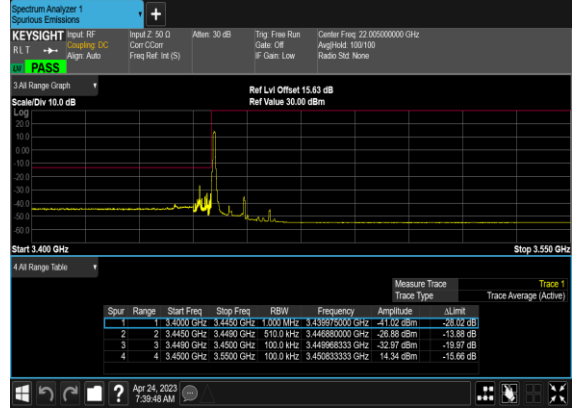 Spectrum Analyzer 1
Spurious Emissions
+
KEYSIGHT Input: RF Input Z: 50 Ω Atten: 30 dB Trig: Free Run Center Freq: 22.005000000 GHz
RLT Coupling: DC Corr CCorr Gate: Off Avg|Hold: 100/100
Align: Auto Freq Ref: Int (S) IF Gain: Low Radio Std: None
PASS
3 All Range Graph
Ref Lvl Offset 15.63 dB
Scale/Div 10.0 dB Ref Value 30.00 dBm
Log
20.0
10.0
0.00
-10.0
-20.0
-30.0
-40.0
-50.0
-60.0
Start 3.400 GHz Stop 3.550 GHz
4 All Range Table
Measure Trace Trace 1
Trace Type Trace Average (Active)
Spur Range Start Freq Stop Freq RBW Frequency Amplitude ΔLimit
1 1 3.4000 GHz 3.4450 GHz 1.000 MHz 3.439975000 GHz -41.02 dBm -28.02 dB
2 2 3.4450 GHz 3.4490 GHz 510.0 kHz 3.446880000 GHz -26.88 dBm -13.88 dB
3 3 3.4490 GHz 3.4500 GHz 100.0 kHz 3.449968333 GHz -32.97 dBm -19.97 dB
4 4 3.4500 GHz 3.5500 GHz 100.0 kHz 3.450833333 GHz 14.34 dBm -15.66 dB
?
Apr 24, 2023
7:39:48 AM